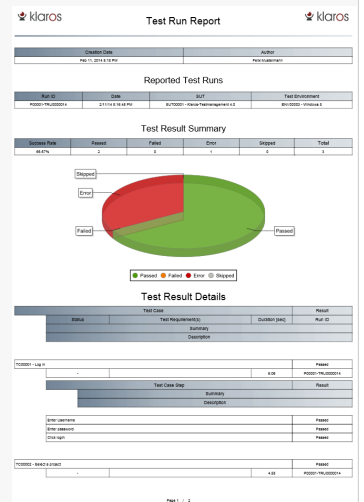 klaros Test Run Report klaros
Creation Date Author
Feb 11, 2014 5:18 PM Felix Mustermann
Reported Test Runs
Run ID Date SUT Test Environment
P00001-TRU0000014 2/11/14 5:16:48 PM SUT00001 - Klaros-Testmanagement 4.0 ENV00003 - Windows 8
Test Result Summary
Success Rate Passed Failed Error Skipped Total
66.67% 2 0 1 0 3
Skipped
Error
Failed
Passed
Passed Failed Error Skipped
Test Result Details
Test Case Result
Status Test Requirement(s) Duration [sec] Run ID
Summary
Description
TC00001 - Log in Passed
- 6.09 P00001-TRU0000014
Test Case Step Result
Summary
Description
Enter username Passed
Enter password Passed
Click login Passed
TC00002 - Select a project Passed
- 4.53 P00001-TRU0000014
Page 1 / 2